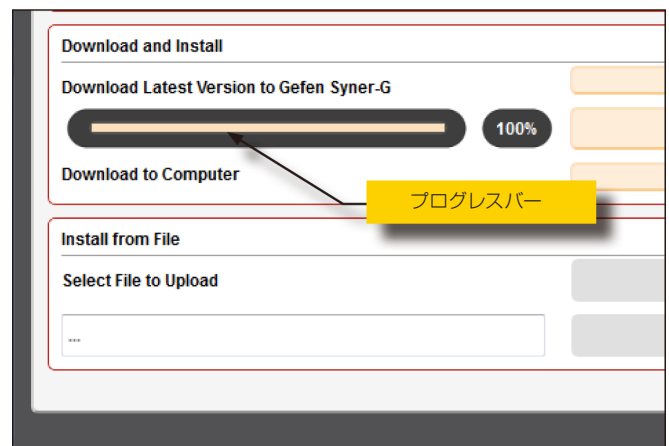 Download and Install
Download Latest Version to Gefen Syner-G
100%
Download to Computer
プログレスバー
Install from File
Select File to Upload
...